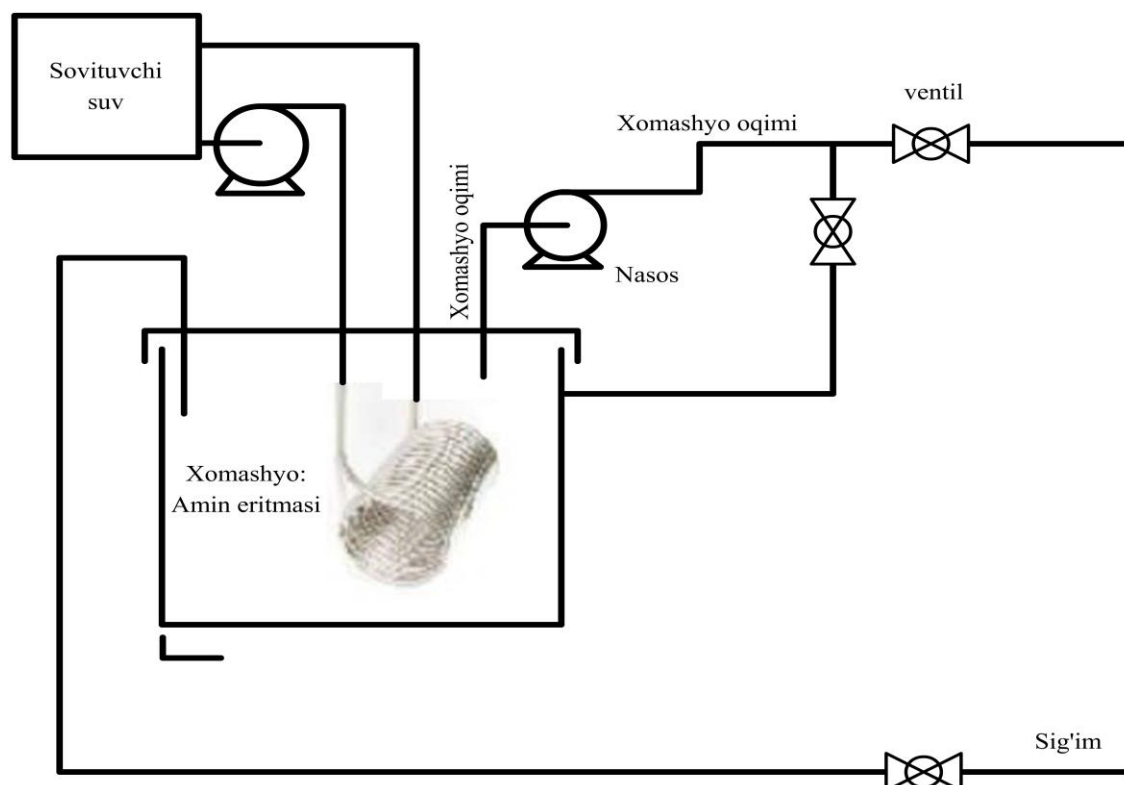 Sovituvchi
suv
ventil
Xomashyo oqimi
Xomashyo oqimi
Nasos
Xomashyo:
Amin eritmasi
Sig'im